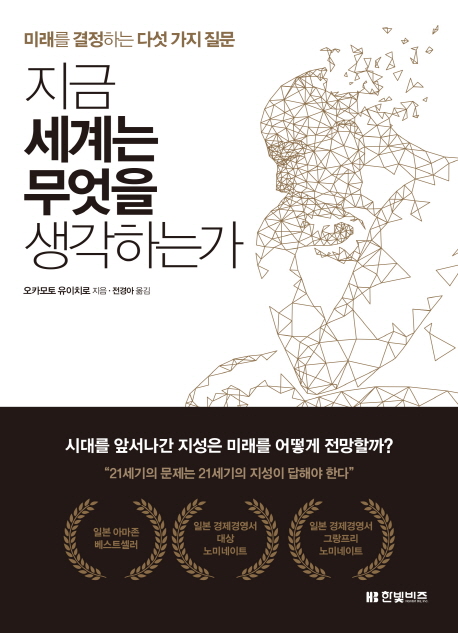 미래를 결정하는 다섯 가지 질문
지금
세계는
무엇을
생각하는가
오카모토 유이치로 지음 · 전경아 옮김
시대를 앞서나간 지성은 미래를 어떻게 전망할까?
“21세기의 문제는 21세기의 지성이 답해야 한다”
일본 아마존
베스트셀러
일본 경제경영서
대상
노미네이트
일본 경제경영서
그랑프리
노미네이트
HB 한빛비즈